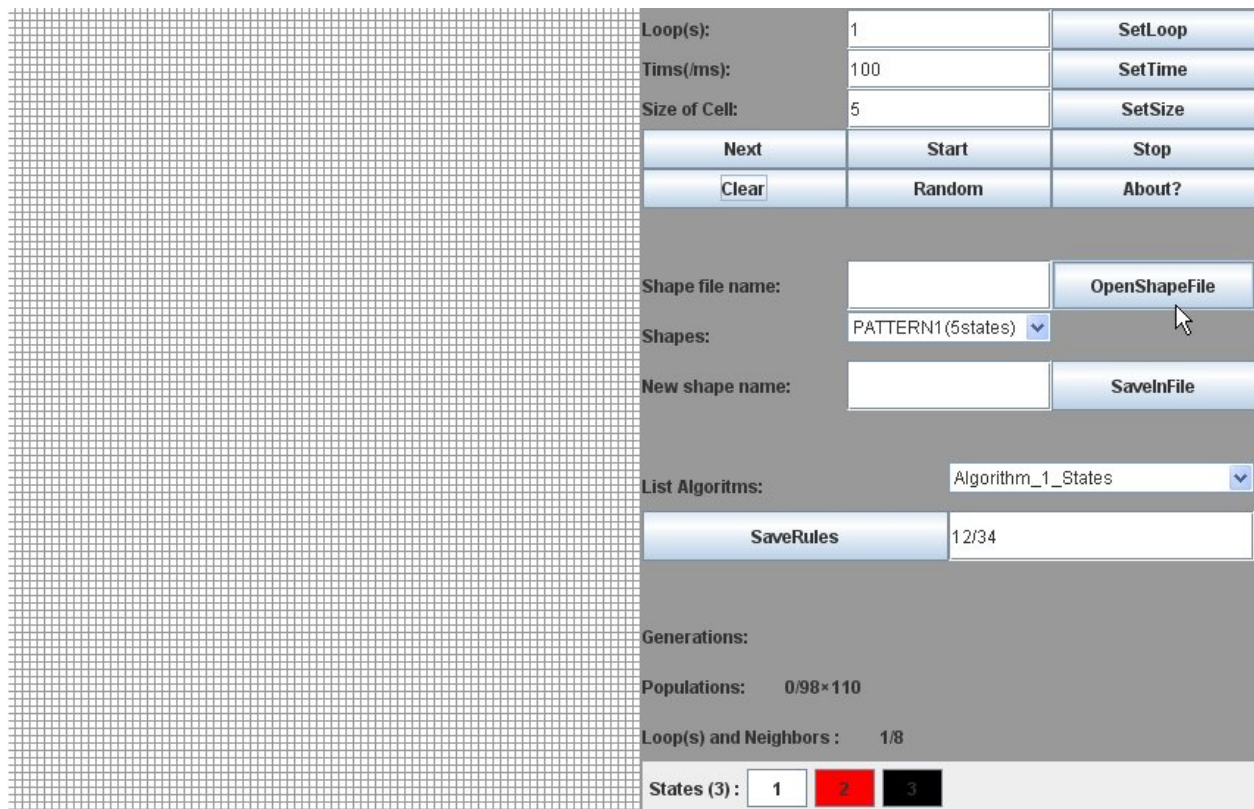 Loop(s): 1 SetLoop
Tims(/ms): 100 SetTime
Size of Cell: 5 SetSize
Next Start Stop
Clear Random About?
Shape file name: OpenShapeFile
Shapes: PATTERN1(5states)
New shape name: SaveInFile
List Algoritms: Algorithm_1_States
SaveRules 12/34
Generations:
Populations: 0/98×110
Loop(s) and Neighbors : 1/8
States (3) : 1 2 3